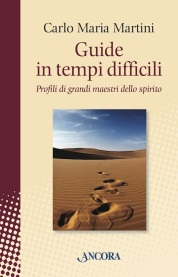 Carlo Maria Martini
Guide
in tempi difficili
Profili di grandi maestri dello spirito
ANCORA